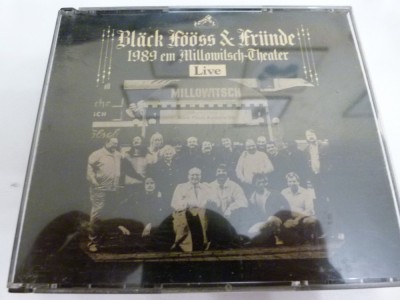 Bläck Fööss & Fründe
1989 em Millowitsch-Theater
Live
MILLOWITSCH